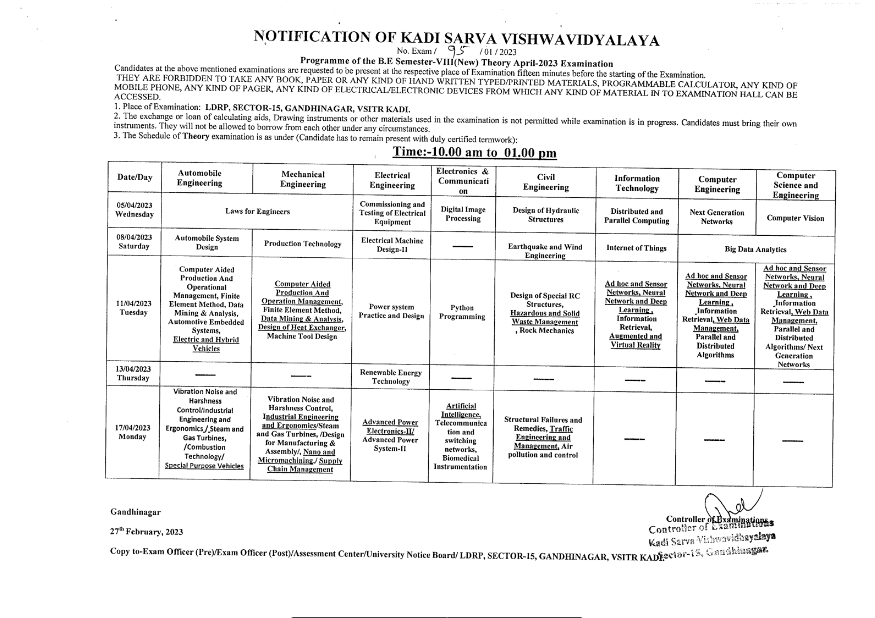 NOTIFICATION OF KADI SARVA VISHWAVIDYALAYA
No. Exam / 95 /01 /2023
Programme of the B.E Semester-VIII(New) Theory April-2023 Examination
Candidates at the above mentioned examinations are requested to be present at the respective place of Examination fifteen minutes before the starting of the Examination.
THEY ARE FORBIDDEN TO TAKE ANY BOOK, PAPER OR ANY KIND OF HAND WRITTEN TYPED/PRINTED MATERIALS, PROGRAMMABLE CALCULATOR, ANY KIND OF
MOBILE PHONE, ANY KIND OF PAGER, ANY KIND OF ELECTRICAL/ELECTRONIC DEVICES FROM WHICH ANY KIND OF MATERIAL IN TO EXAMINATION HALL CAN BE
ACCESSED.
1. Place of Examination: LDRP, SECTOR-15, GANDHINAGAR, VSITR KADI.
2. The exchange or loan of calculating aids, Drawing instruments or other materials used in the examination is not permitted while examination is in progress. Candidates must bring their own
instruments. They will not be allowed to borrow from each other under any circumstances.
3. The Schedule of Theory examination is as under (Candidate has to remain present with duly certified termwork):
Time:-10.00 am to 01.00 pm
Date/Day
Automobile
Engineering
Mechanical
Engineering
Electrical
Engineering
Electronics &
Communicati
on
Civil
Engineering
Information
Technology
Computer
Engineering
Computer
Science and
Engineering
05/04/2023
Wednesday
Laws for Engineers
Commissioning and
Testing of Electrical
Equipment
Digital Image
Processing
Design of Hydraulic
Structures
Distributed and
Parallel Computing
Next Generation
Networks
Computer Vision
08/04/2023
Saturday
Automobile System
Design
Production Technology
Electrical Machine
Design-II
Earthquake and Wind
Engineering
Internet of Things
Big Data Analytics
11/04/2023
Tuesday
Computer Aided
Production And
Operational
Management, Finite
Element Method, Data
Mining & Analysis,
Automotive Embedded
Systems,
Electric and Hybrid
Vehicles
Computer Aided
Production And
Operation Management,
Finite Element Method,
Data Mining & Analysis,
Design of Heat Exchanger,
Machine Tool Design
Power system
Practice and Design
Python
Programming
Design of Special RC
Structures,
Hazardous and Solid
Waste Management
, Rock Mechanics
Ad hoc and Sensor
Networks, Neural
Network and Deep
Learning ,
Information
Retrieval,
Augmented and
Virtual Reality
Ad hoc and Sensor
Networks, Neural
Network and Deep
Learning ,
Information
Retrieval, Web Data
Management,
Parallel and
Distributed
Algorithms
Ad hoc and Sensor
Networks, Neural
Network and Deep
Learning ,
Information
Retrieval, Web Data
Management,
Parallel and
Distributed
Algorithms/ Next
Generation
Networks
13/04/2023
Thursday
Renewable Energy
Technology
17/04/2023
Monday
Vibration Noise and
Harshness
Control/Industrial
Engineering and
Ergonomics/ Steam
and Gas Turbines,
/Combustion
Technology/
Special Purpose Vehicles
Vibration Noise and
Harshness Control,
Industrial Engineering
and Ergonomics/Steam
and Gas Turbines, /Design
for Manufacturing &
Assembly/, Nano and
Micromachining./ Supply
Chain Management
Advanced Power
Electronics-II/
Advanced Power
System-II
Artificial
Intelligence,
Telecommunica
tion and
switching
networks,
Biomedical
Instrumentation
Structural Failures and
Remedies, Traffic
Engineering and
Management, Air
pollution and control
Gandhinagar
27th February, 2023
Controller of Examinations
Controller of Examinations
Kadi Sarva Vishwavidhyalaya
Sector-15, Gandhinagar.
Copy to-Exam Officer (Pre)/Exam Officer (Post)/Assessment Center/University Notice Board/ LDRP, SECTOR-15, GANDHINAGAR, VSITR KADI.